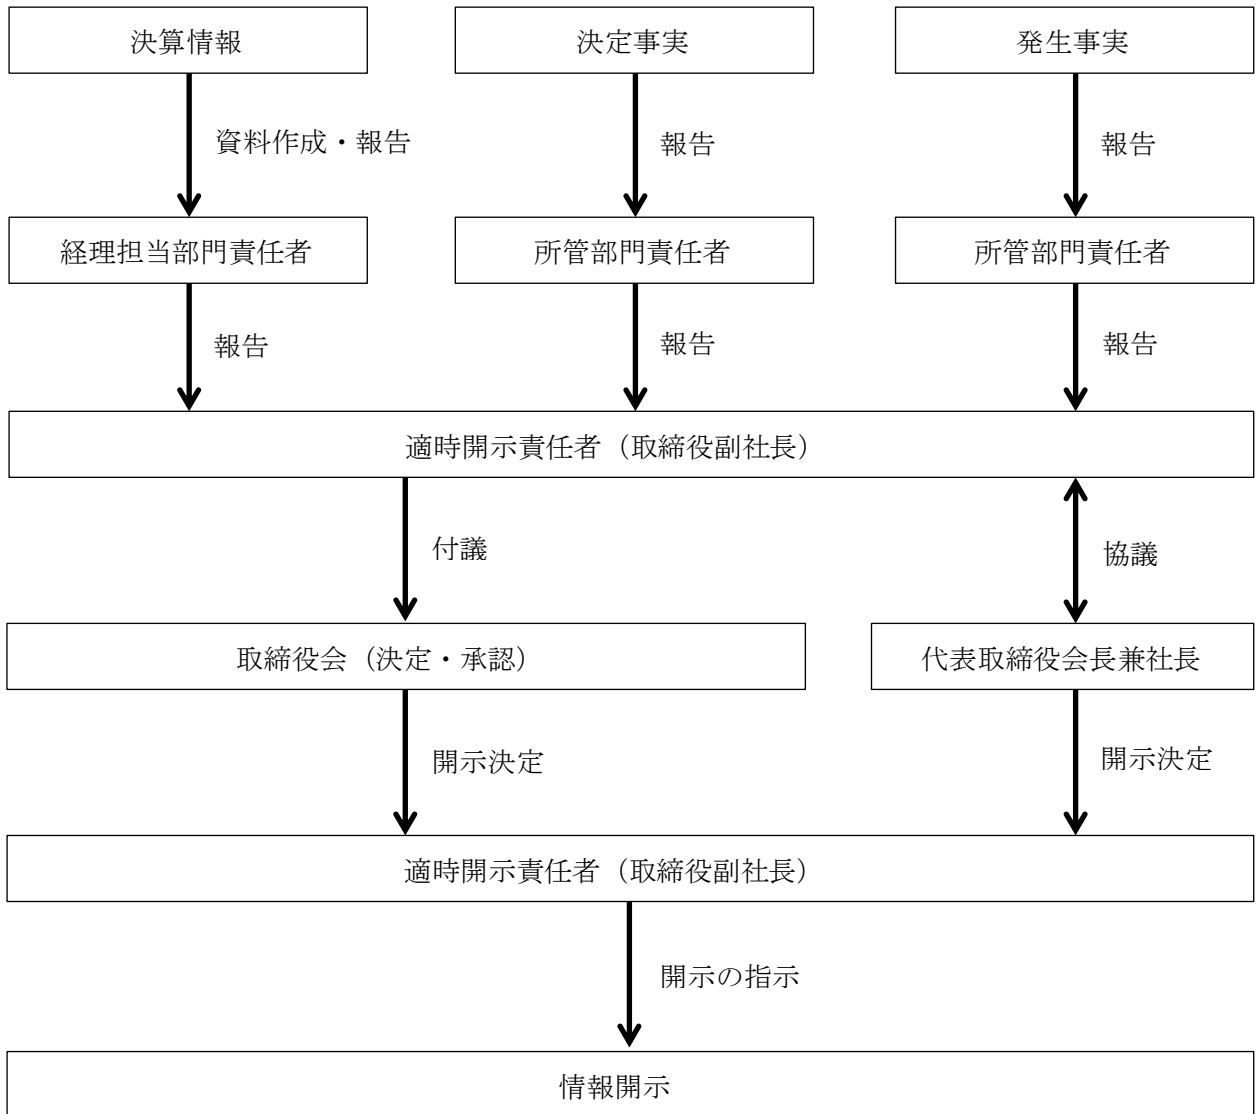 決算情報
決定事実
発生事実
資料作成・報告
報告
報告
経理担当部門責任者
所管部門責任者
所管部門責任者
報告
報告
報告
適時開示責任者（取締役副社長）
付議
協議
取締役会（決定・承認）
代表取締役会長兼社長
開示決定
開示決定
適時開示責任者（取締役副社長）
開示の指示
情報開示